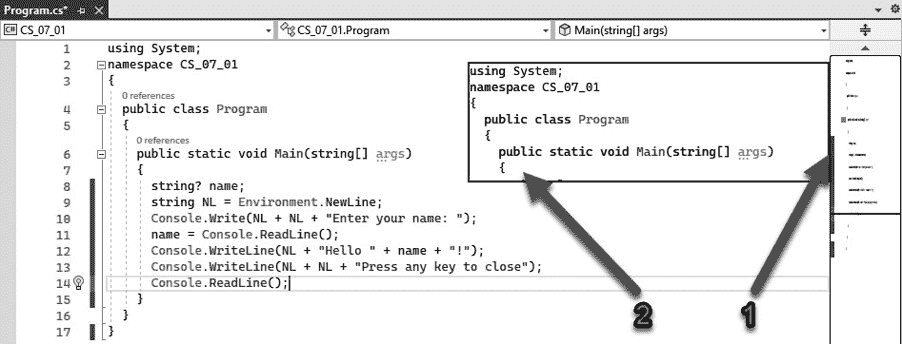 Program.cs*
CS_07_01 CS_07_01.Program Main(string[] args)
1 using System;
2 namespace CS_07_01
3 {
0 references
4 public class Program
5 {
0 references
6 public static void Main(string[] args)
7 {
8 string? name;
9 string NL = Environment.NewLine;
10 Console.Write(NL + NL + "Enter your name: ");
11 name = Console.ReadLine();
12 Console.WriteLine(NL + "Hello " + name + "!");
13 Console.WriteLine(NL + NL + "Press any key to close");
14 Console.ReadLine();
15 }
16 }
17 }
using System;
namespace CS_07_01
{
public class Program
{
public static void Main(string[] args)
{
2
1